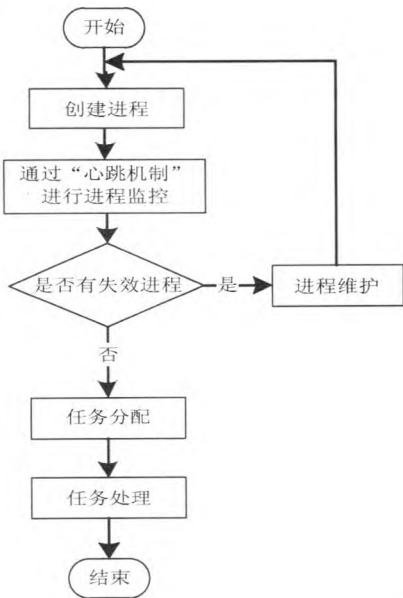 开始
创建进程
通过“心跳机制”
进行进程监控
是否有失效进程
是
进程维护
否
任务分配
任务处理
结束